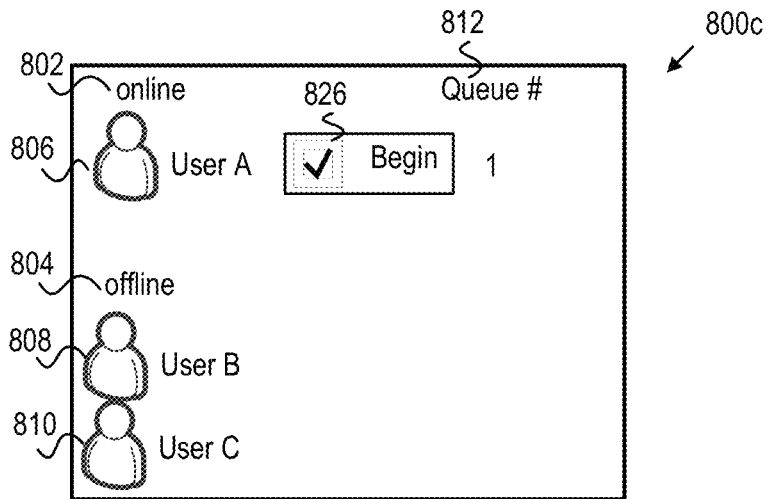 812
800c
802
online
Queue #
826
806
User A
Begin
1
804
offline
808
User B
810
User C